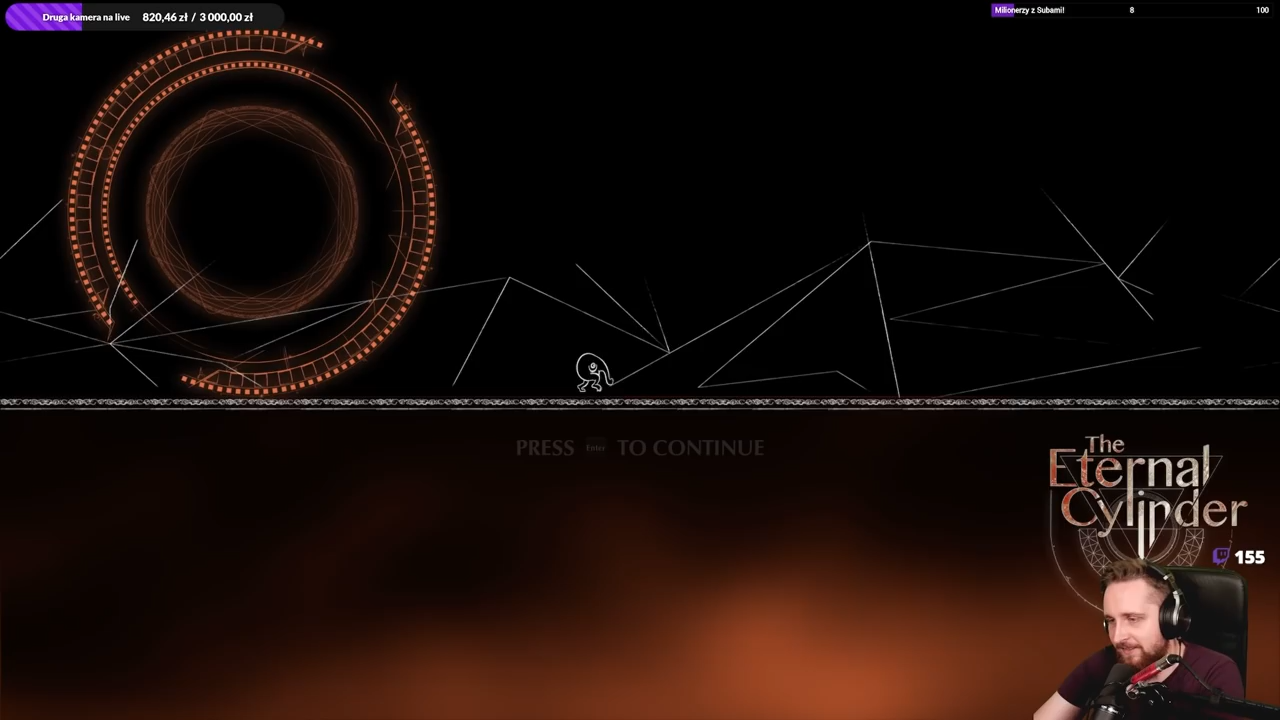 Druga kamera na live 820,46 zł / 3 000,00 zł
Milionerzy z Subami! 8 100
PRESS Enter TO CONTINUE
The
Eternal
Cylinder
155